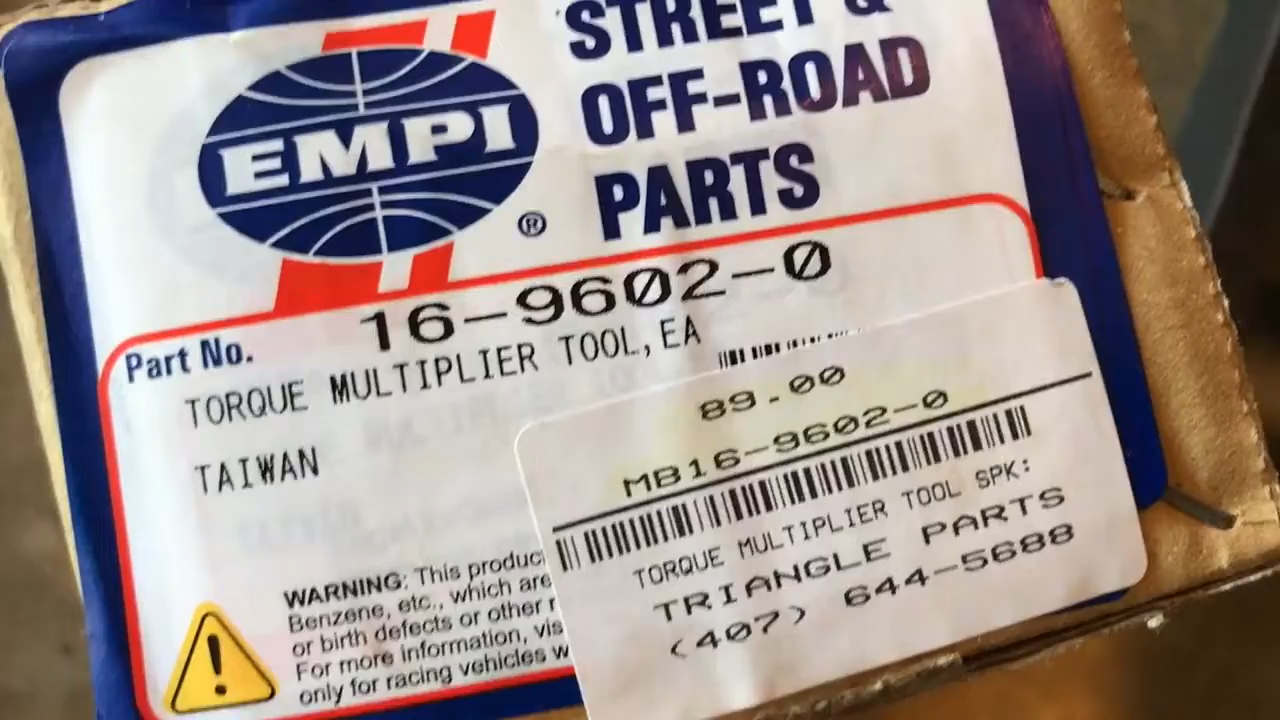 STREET &
OFF-ROAD
PARTS
EMPI
®
Part No.
16-9602-0
TORQUE MULTIPLIER TOOL,EA
TAIWAN
WARNING: This produc
Benzene, etc., which are
or birth defects or other r
For more information, vis
only for racing vehicles w
89.00
MB16-9602-0
TORQUE MULTIPLIER TOOL SPK:
TRIANGLE PARTS
(407) 644-5688